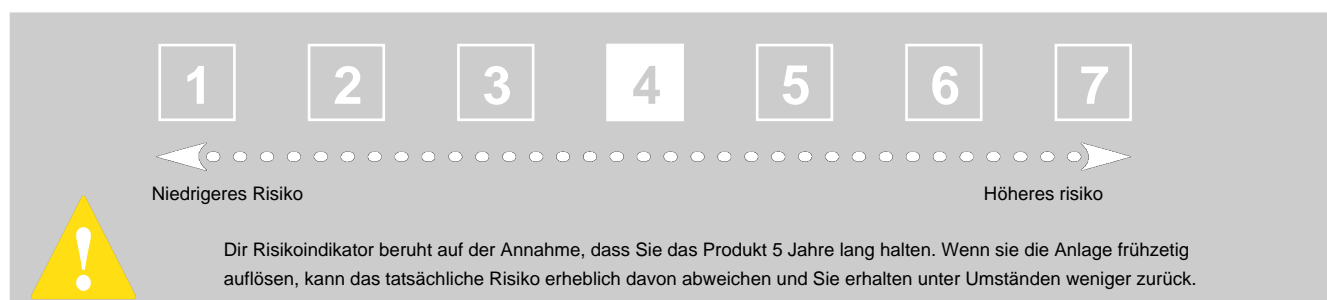 1 2 3 4 5 6 7
Niedrigeres Risiko Höheres risiko
!
Dir Risikoindikator beruht auf der Annahme, dass Sie das Produkt 5 Jahre lang halten. Wenn sie die Anlage frühzetig
auflösen, kann das tatsächliche Risiko erheblich davon abweichen und Sie erhalten unter Umständen weniger zurück.